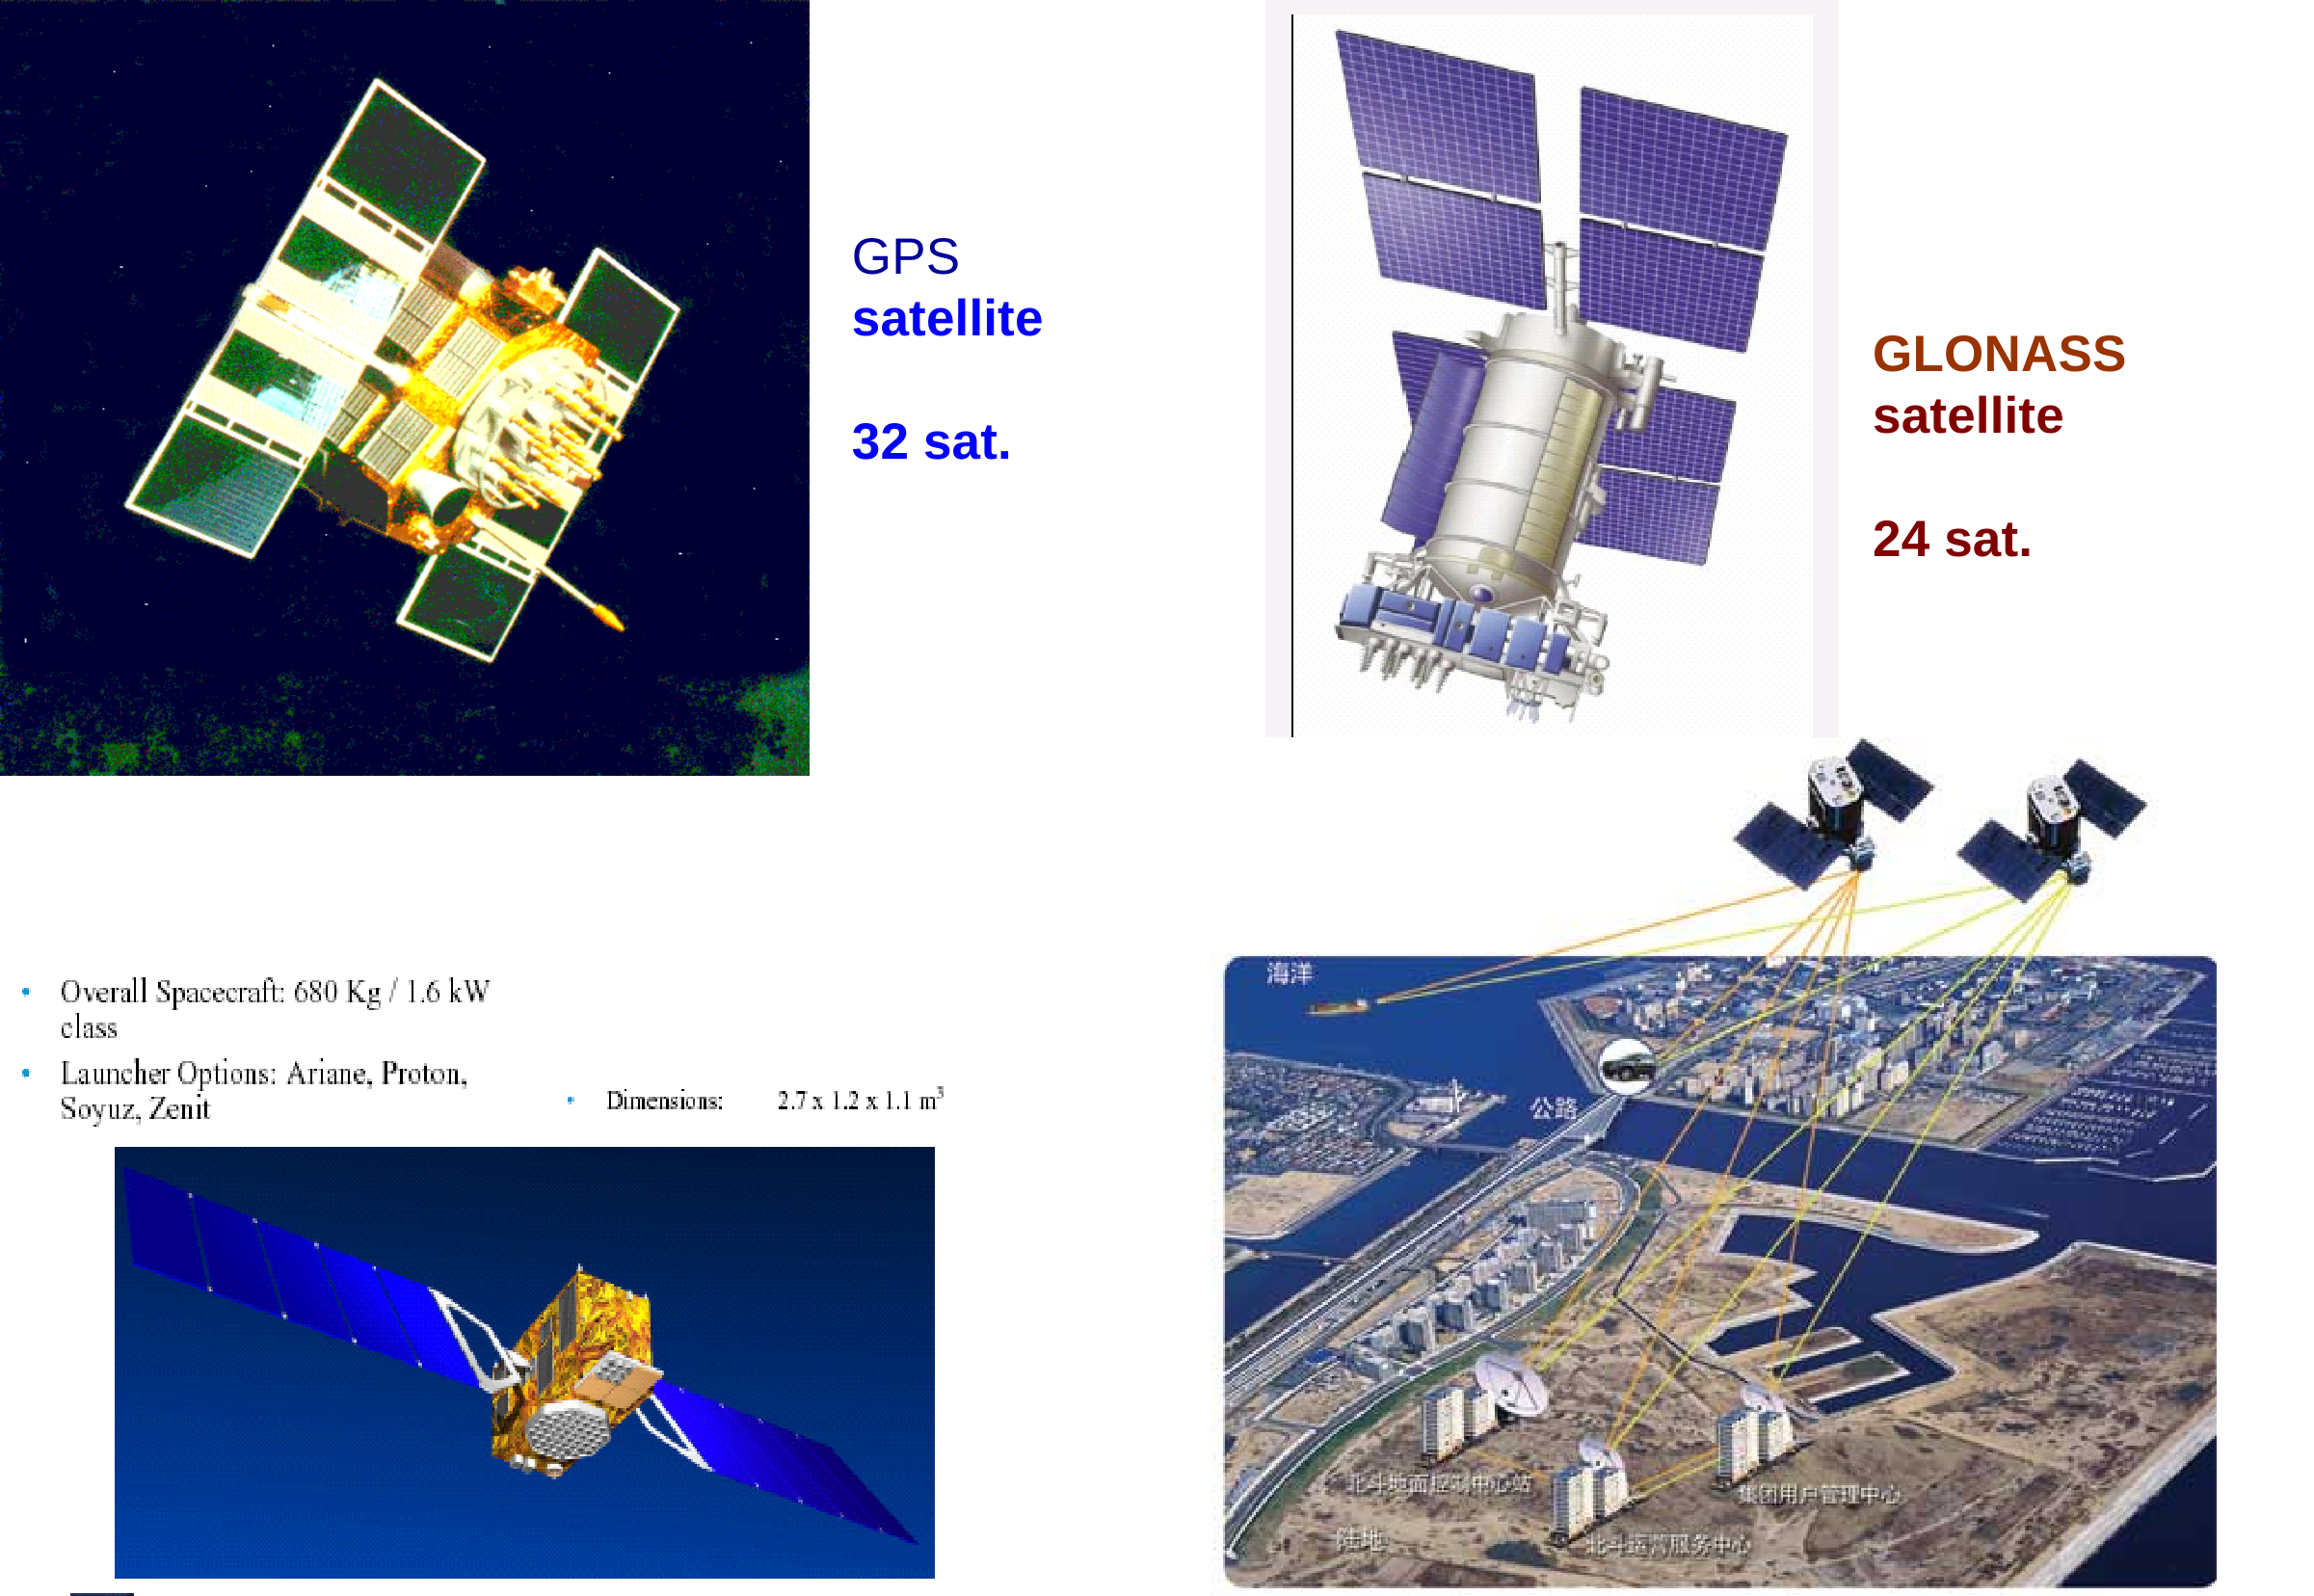 GPS
satellite
32 sat.
GLONASS
satellite
24 sat.
• Overall Spacecraft: 680 Kg / 1.6 kW
class
• Launcher Options: Ariane, Proton,
Soyuz, Zenit
• Dimensions: 2.7 x 1.2 x 1.1 m³
海洋
公路
北斗地面控制中心站
集团用户管理中心
北斗运营服务中心
陆地